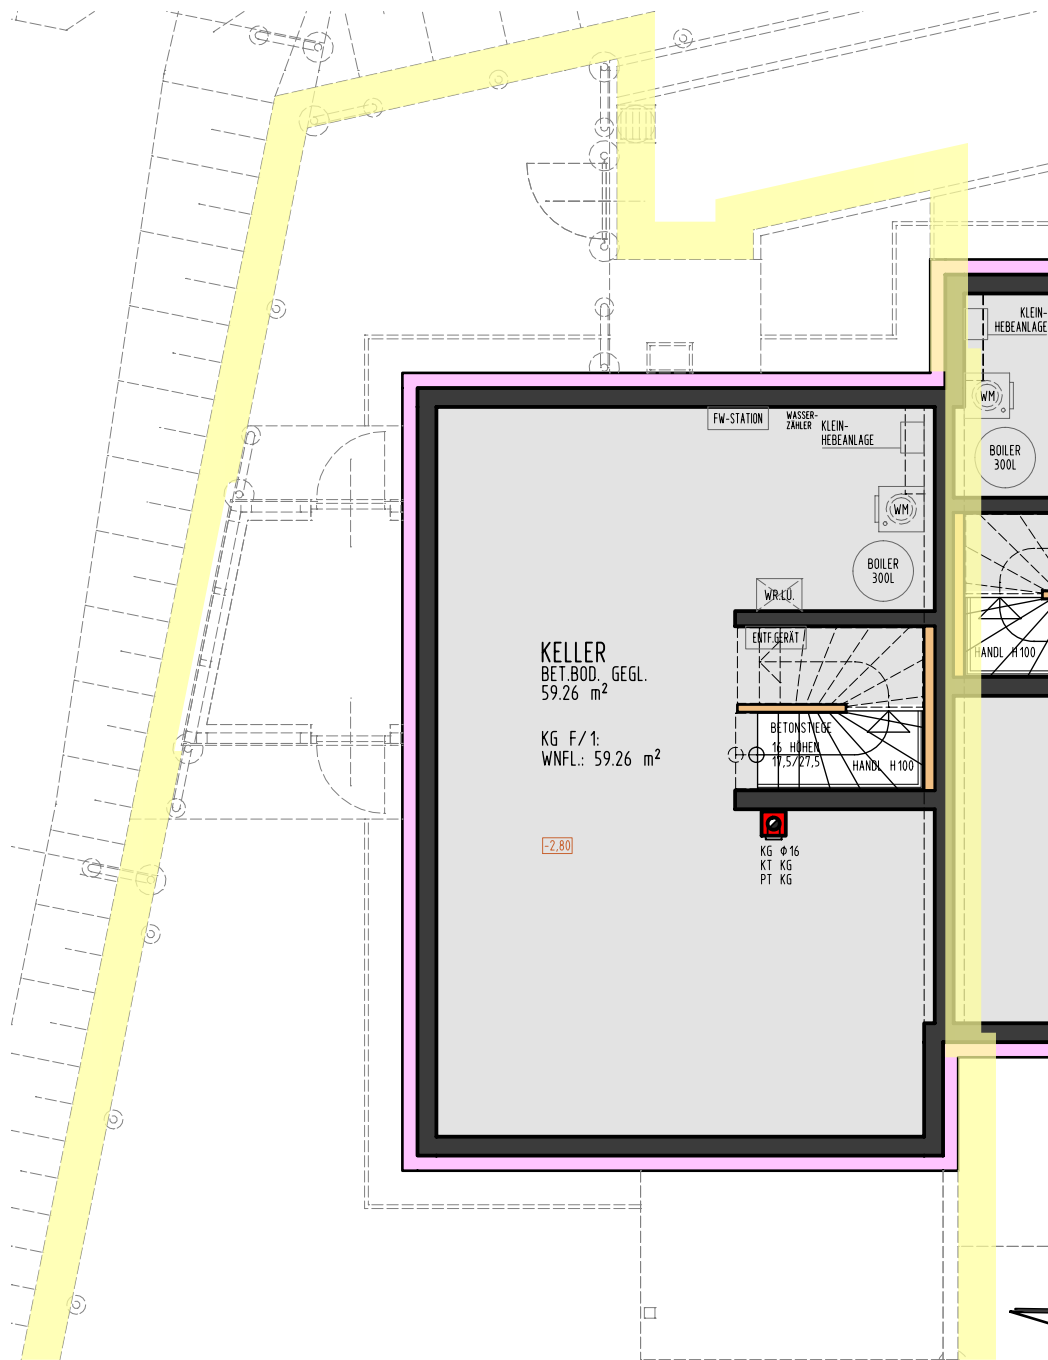 KLEIN-
HEBEANLAGE
WM
BOILER
300L
FW-STATION
WASSER-
ZÄHLER
KLEIN-
HEBEANLAGE
WM
BOILER
300L
WR.LÜ.
ENTF.GERÄT
KELLER
BET.BOD. GEGL.
59.26 m²
KG F/1:
WNFL.: 59.26 m²
HANDL H100
BETONSTIEGE
16 HÖHEN
17,5/27,5
HANDL H100
-2,80
KG ϕ16
KT KG
PT KG